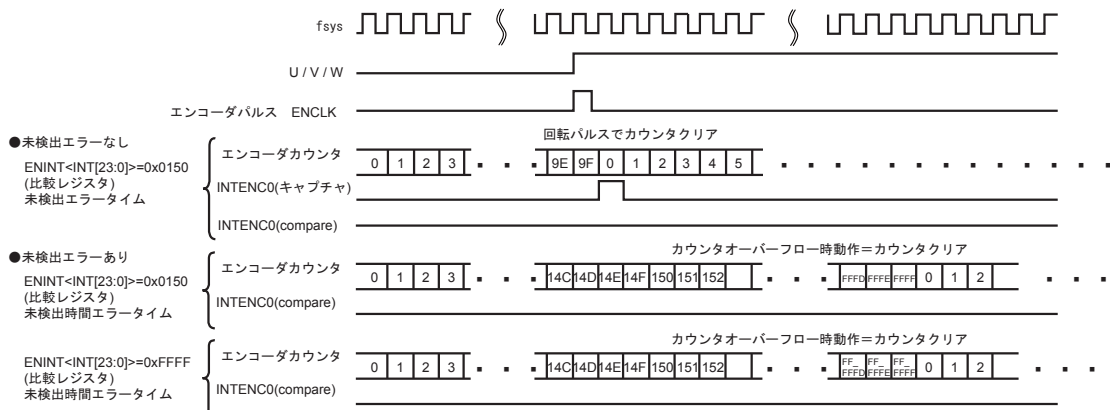 fsys
U / V / W
エンコーダパルス ENCLK
●未検出エラーなし
ENINT<INT[23:0]>=0x0150
(比較レジスタ)
未検出エラータイム
回転パルスでカウンタクリア
エンコーダカウンタ 0 1 2 3 9E 9F 0 1 2 3 4 5
INTENC0(キャプチャ)
INTENC0(compare)
●未検出エラーあり
ENINT<INT[23:0]>=0x0150
(比較レジスタ)
未検出時間エラータイム
カウンタオーバーフロー時動作＝カウンタクリア
エンコーダカウンタ 0 1 2 3 14C 14D 14E 14F 150 151 152 FFFD FFFE FFFF 0 1 2
INTENC0(compare)
ENINT<INT[23:0]>=0xFFFF
(比較レジスタ)
未検出時間エラータイム
カウンタオーバーフロー時動作＝カウンタクリア
エンコーダカウンタ 0 1 2 3 14C 14D 14E 14F 150 151 152 FF_FFFD FF_FFFE FF_FFFF 0 1 2
INTENC0(compare)